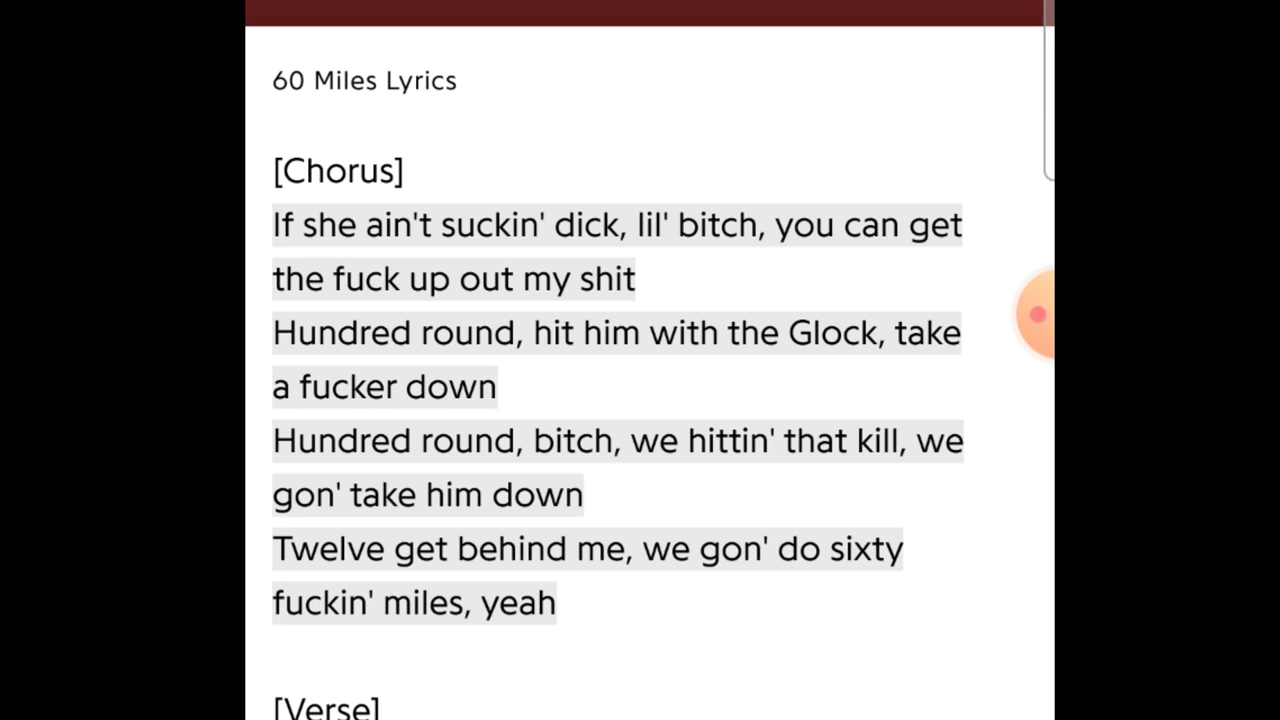 60 Miles Lyrics
[Chorus]
If she ain't suckin' dick, lil' bitch, you can get
the fuck up out my shit
Hundred round, hit him with the Glock, take
a fucker down
Hundred round, bitch, we hittin' that kill, we
gon' take him down
Twelve get behind me, we gon' do sixty
fuckin' miles, yeah
[Verse]